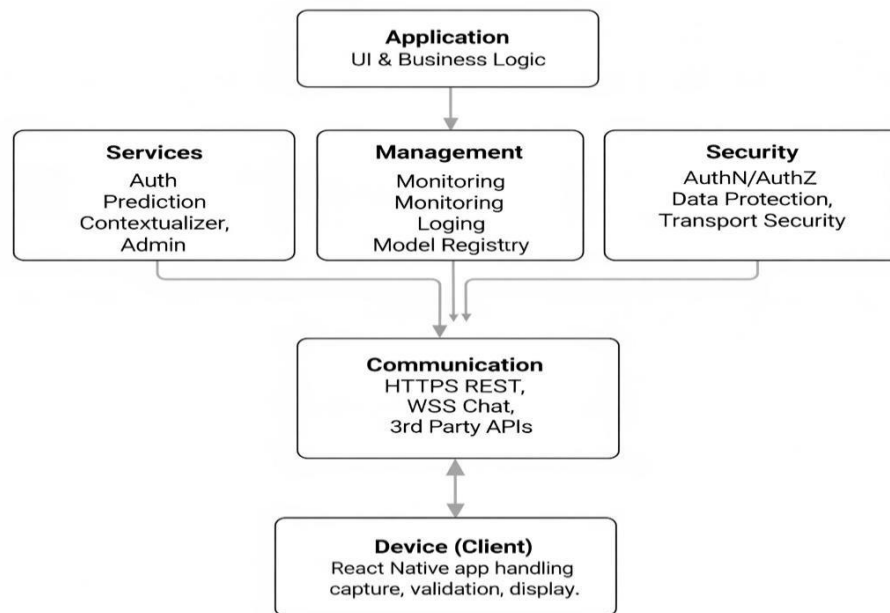 Application
UI & Business Logic
Services
Auth
Prediction
Contextualizer,
Admin
Management
Monitoring
Monitoring
Loging
Model Registry
Security
AuthN/AuthZ
Data Protection,
Transport Security
Communication
HTTPS REST,
WSS Chat,
3rd Party APIs
Device (Client)
React Native app handling
capture, validation, display.